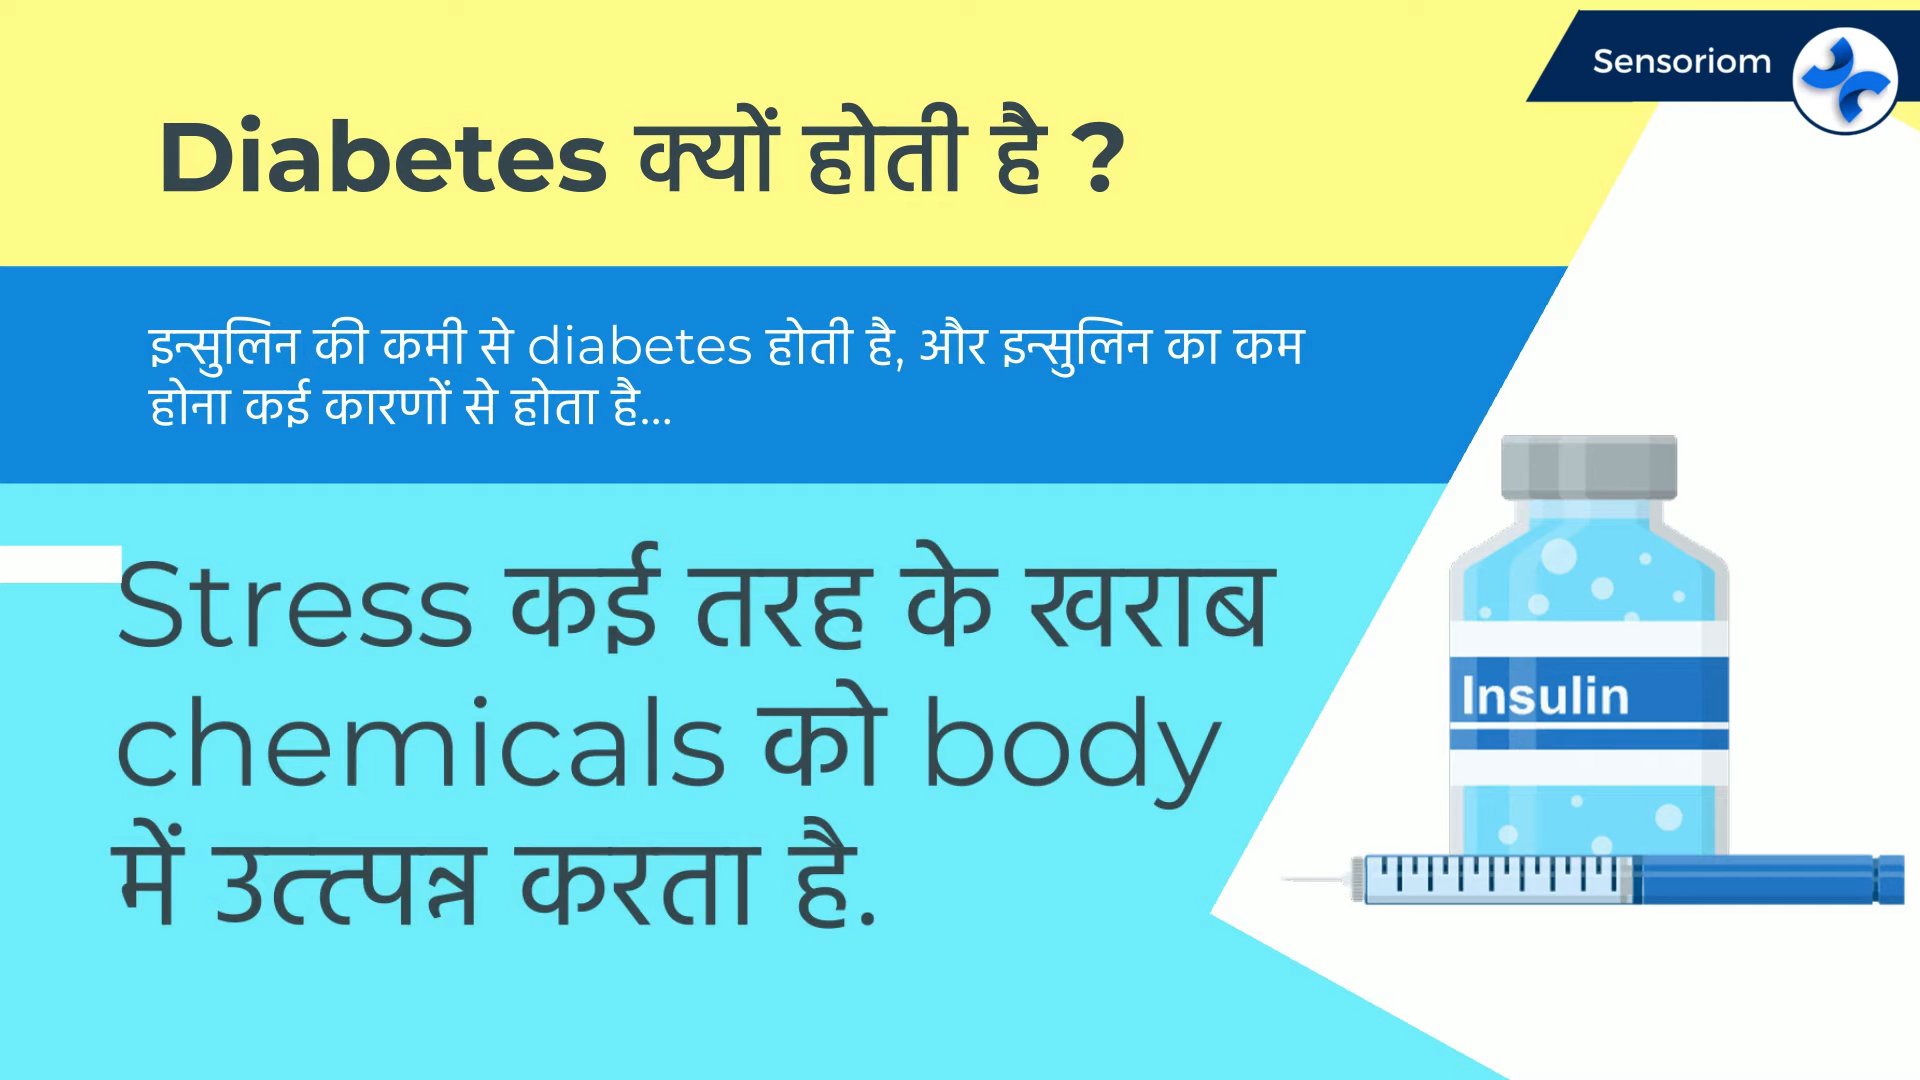 Sensoriom
Diabetes क्यों होती है ?
इन्सुलिन की कमी से diabetes होती है, और इन्सुलिन का कम
होना कई कारणों से होता है...
Stress कई तरह के खराब
chemicals को body
में उत्त्पन्न करता है.
Insulin